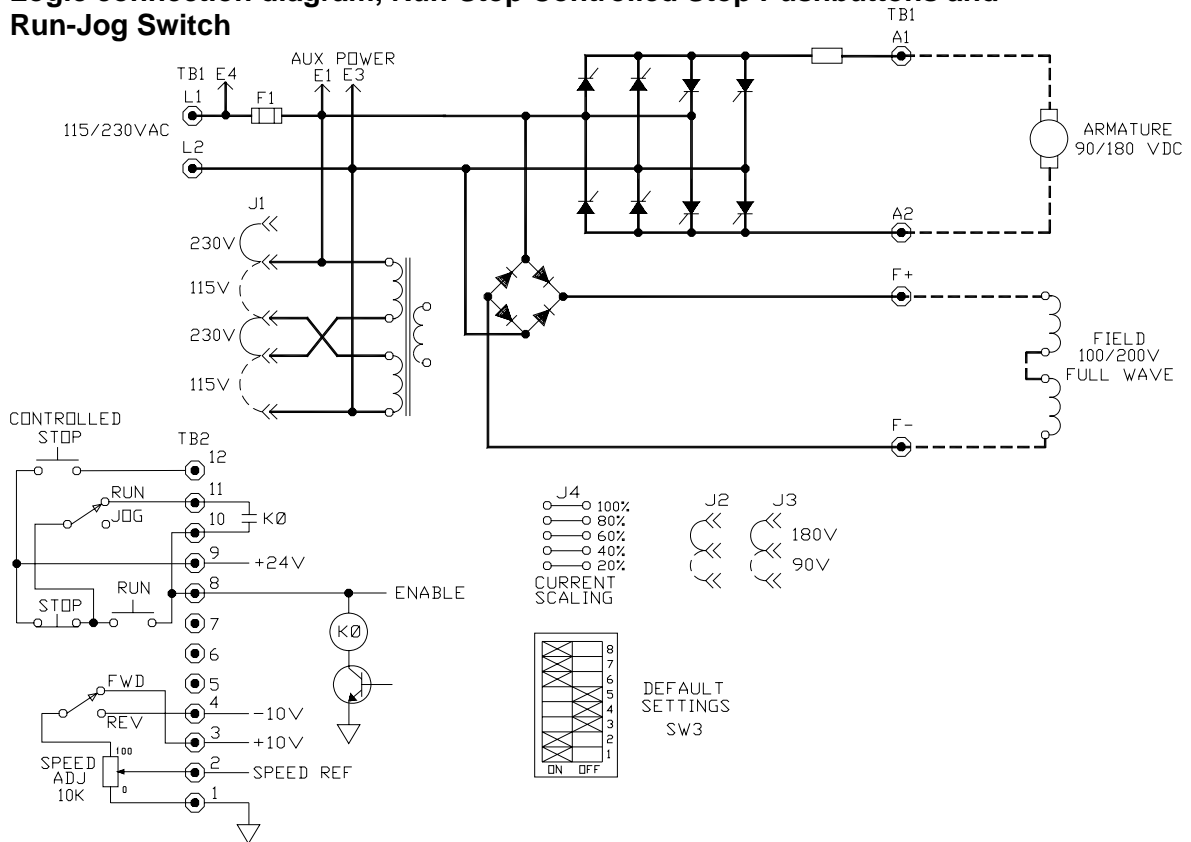 Logic connection diagram, Run-Stop-Controlled Stop Pushbuttons and
Run-Jog Switch
TB1
A1
AUX POWER
TB1 E4 E1 E3
L1 F1
115/230VAC
L2
ARMATURE
90/180 VDC
J1
A2
230V
F+
115V
230V
FIELD
100/200V
FULL WAVE
115V
F-
CONTROLLED
STOP
TB2
12
RUN
11
JOG
10
K0
9
+24V
8
ENABLE
RUN
STOP
7
K0
6
5
FWD
4
-10V
REV
3
+10V
100
SPEED
ADJ
10K
0
2
SPEED REF
1
J4
100%
80%
60%
40%
20%
CURRENT
SCALING
J2 J3
180V
90V
8
7
6
5
4
3
2
1
ON OFF
DEFAULT
SETTINGS
SW3